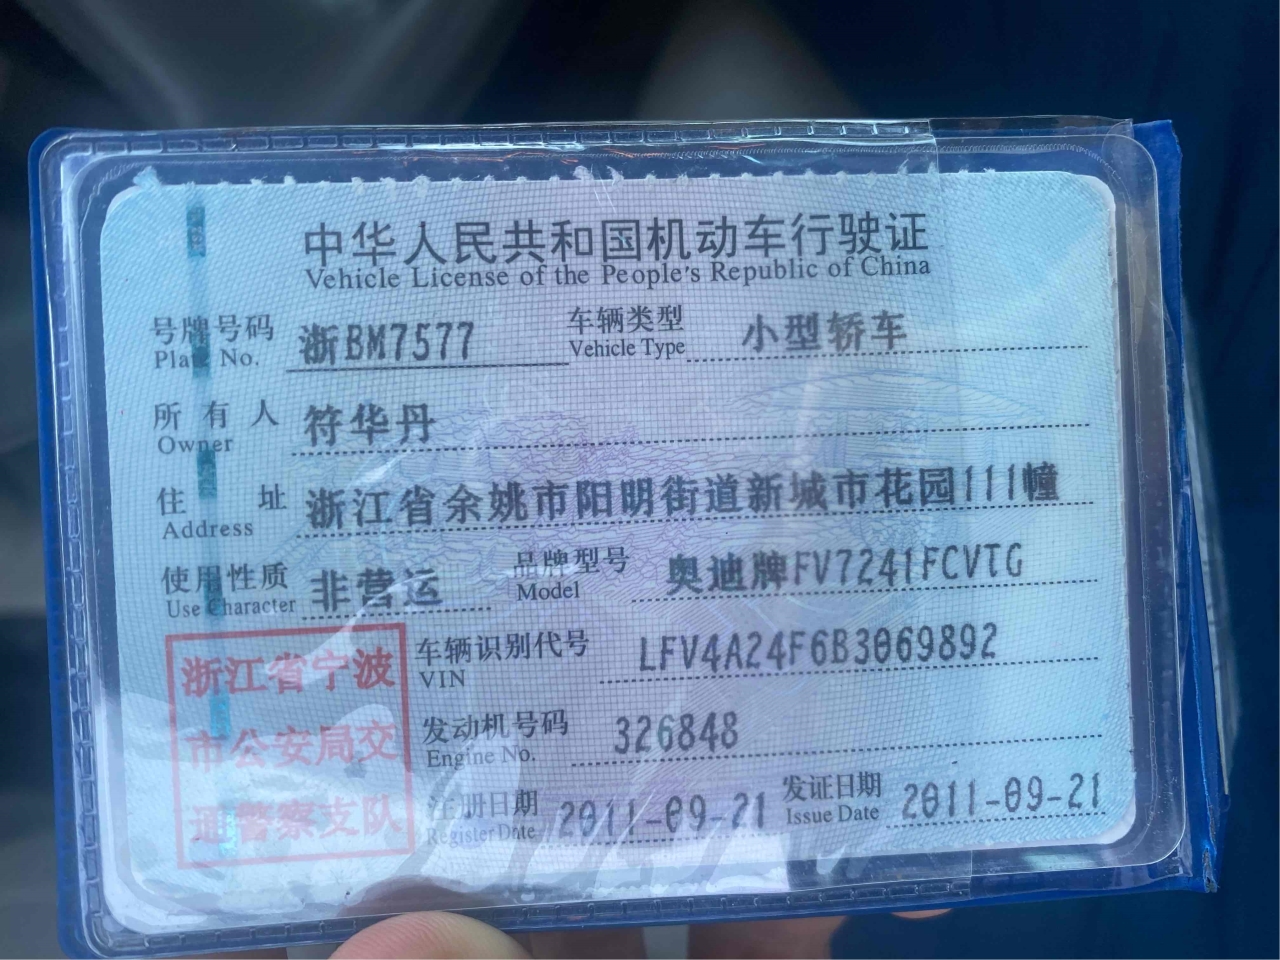 中华人民共和国机动车行驶证
Vehicle License of the People's Republic of China
号牌号码 浙BM7577 车辆类型 小型轿车
Plate No. Vehicle Type
所有人 符华丹
Owner
住址 浙江省余姚市阳明街道新城市花园111幢
Address
使用性质 非营运 品牌型号 奥迪牌FV7241FCVTG
Use Character Model
浙江省宁波
市公安局交
通警察支队
车辆识别代号 LFV4A24F6B3069892
VIN
发动机号码 326848
Engine No.
注册日期 2011-09-21 发证日期 2011-09-21
Register Date Issue Date